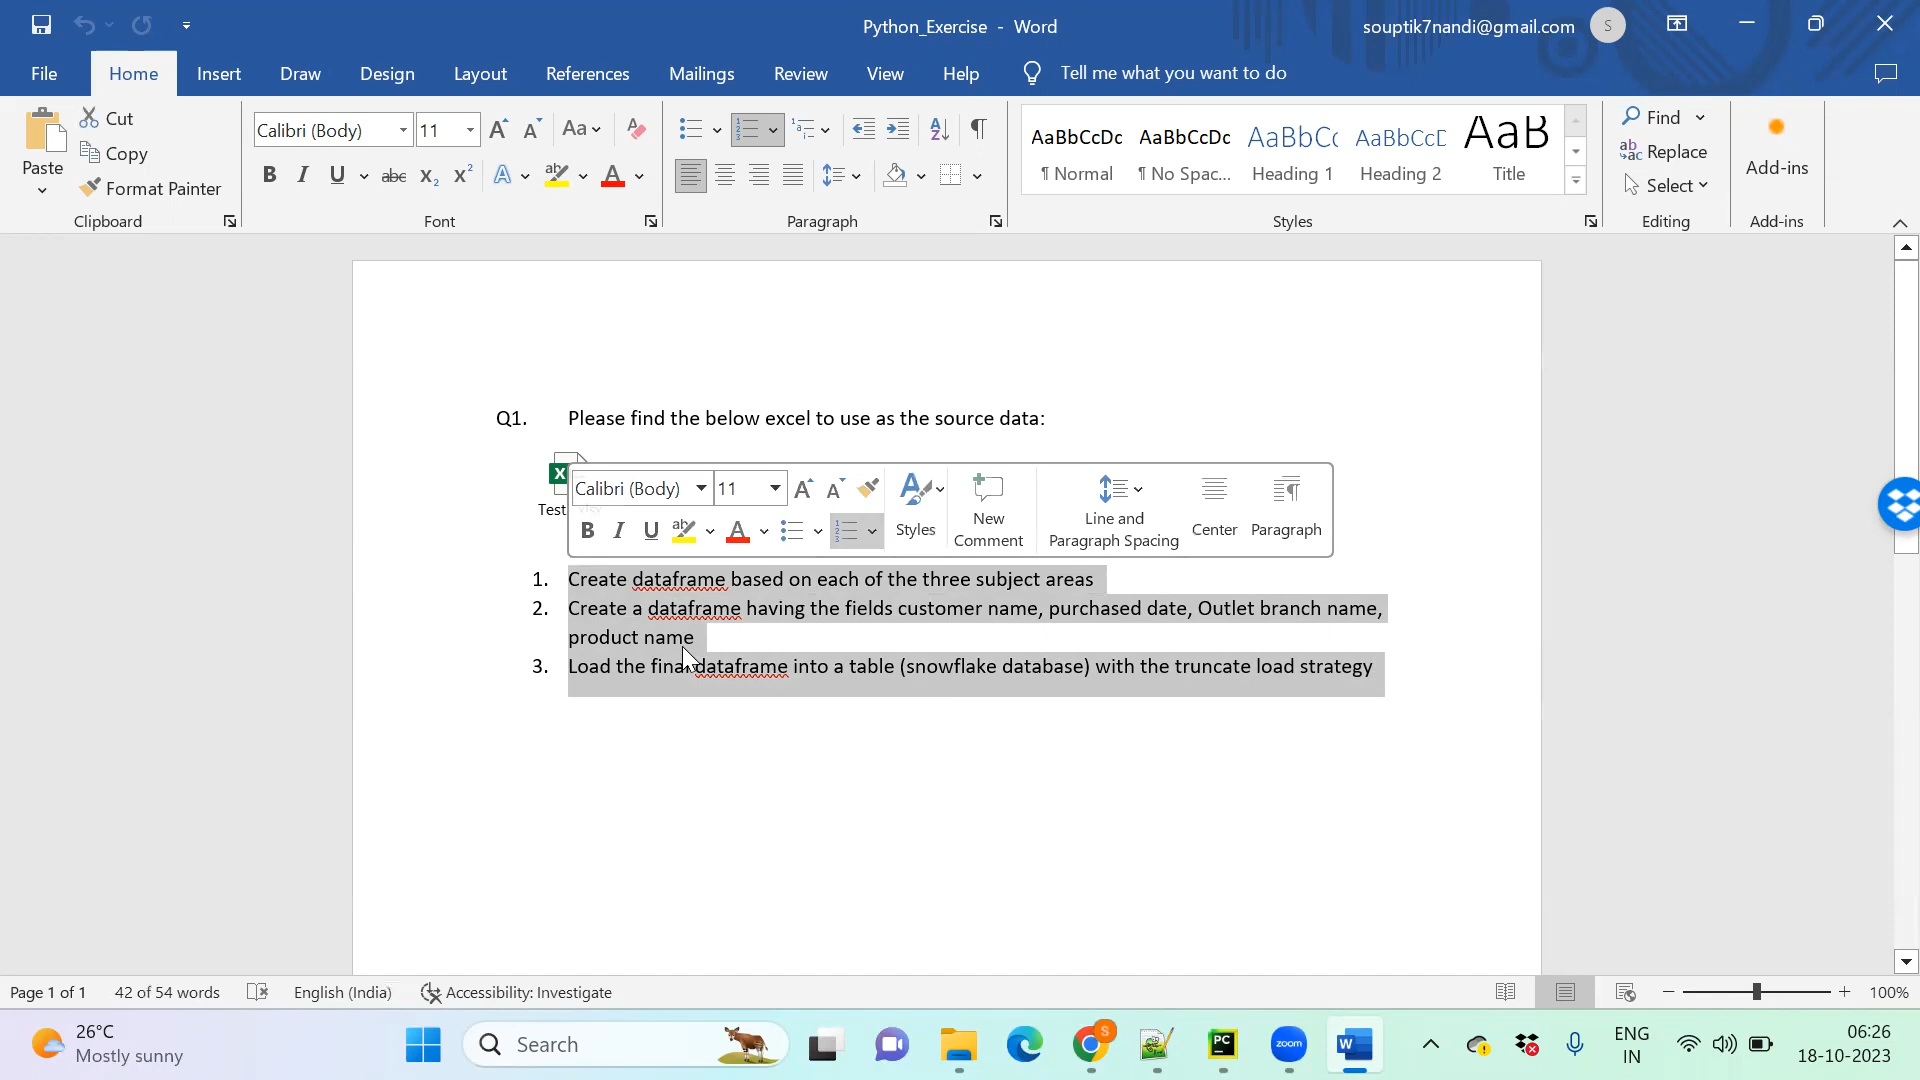 Python_Exercise - Word
souptik7nandi@gmail.com
S
File Home Insert Draw Design Layout References Mailings Review View Help Tell me what you want to do
Paste
Cut
Copy
Format Painter
Clipboard
Calibri (Body) 11
Font
Paragraph
AaBbCcDc AaBbCcDc AaBbCc AaBbCcD AaB
¶ Normal ¶ No Spac... Heading 1 Heading 2 Title
Styles
Find
Replace
Select
Editing
Add-ins
Add-ins
Q1. Please find the below excel to use as the source data:
Test
Calibri (Body) 11
Styles
New
Comment
Line and
Paragraph Spacing
Center
Paragraph
1. Create dataframe based on each of the three subject areas
2. Create a dataframe having the fields customer name, purchased date, Outlet branch name,
product name
3. Load the final dataframe into a table (snowflake database) with the truncate load strategy
Page 1 of 1 42 of 54 words English (India) Accessibility: Investigate 100%
26°C
Mostly sunny
Search
zoom
ENG
IN
06:26
18-10-2023